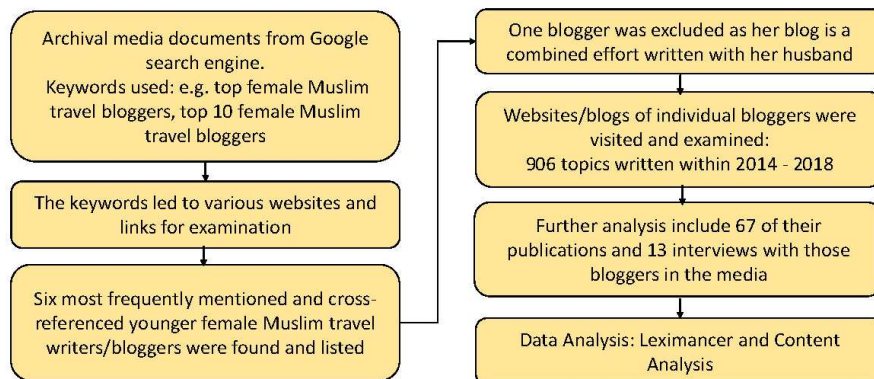 Archival media documents from Google
search engine.
Keywords used: e.g. top female Muslim
travel bloggers, top 10 female Muslim
travel bloggers
The keywords led to various websites and
links for examination
Six most frequently mentioned and cross-
referenced younger female Muslim travel
writers/bloggers were found and listed
One blogger was excluded as her blog is a
combined effort written with her husband
Websites/blogs of individual bloggers were
visited and examined:
906 topics written within 2014 - 2018
Further analysis include 67 of their
publications and 13 interviews with those
bloggers in the media
Data Analysis: Leximancer and Content
Analysis